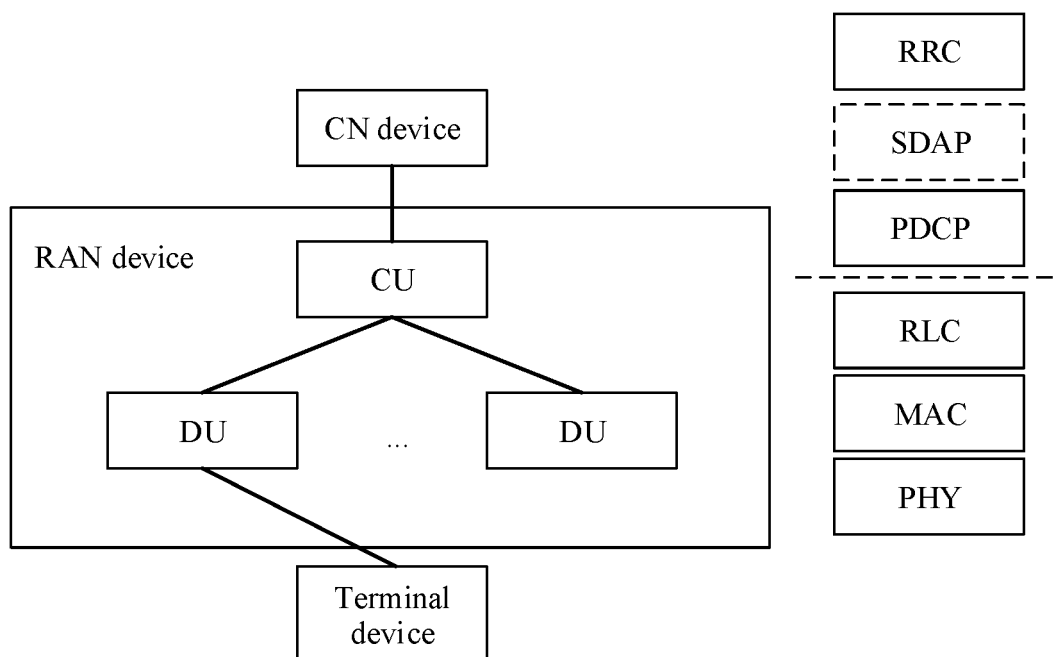 CN device
RAN device
CU
DU
...
DU
Terminal
device
RRC
SDAP
PDCP
RLC
MAC
PHY